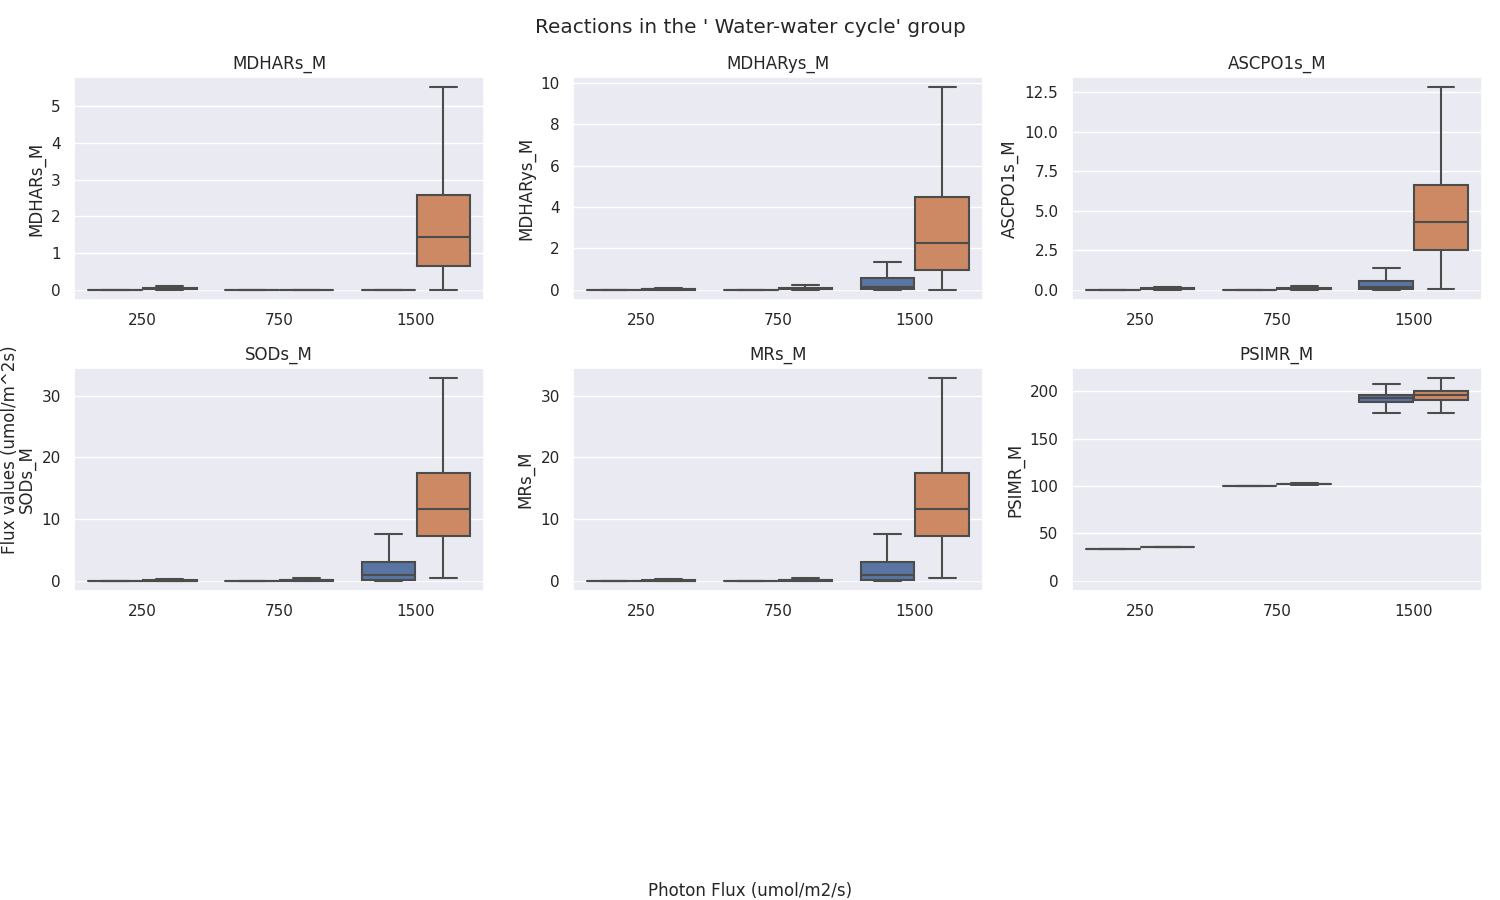 Reactions in the ' Water-water cycle' group
MDHARs_M
MDHARs_M
5
4
3
2
1
0
250 750 1500
MDHARys_M
MDHARys_M
10
8
6
4
2
0
250 750 1500
ASCPO1s_M
ASCPO1s_M
12.5
10.0
7.5
5.0
2.5
0.0
250 750 1500
Flux values (umol/m^2s)
SODs_M
SODs_M
30
20
10
0
250 750 1500
MRs_M
MRs_M
30
20
10
0
250 750 1500
PSIMR_M
PSIMR_M
200
150
100
50
0
250 750 1500
Photon Flux (umol/m2/s)